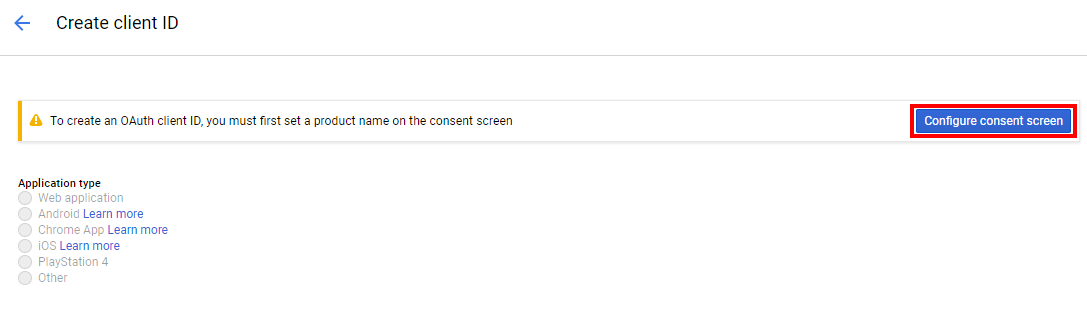 Create client ID
To create an OAuth client ID, you must first set a product name on the consent screen
Configure consent screen
Application type
Web application
Android Learn more
Chrome App Learn more
iOS Learn more
PlayStation 4
Other